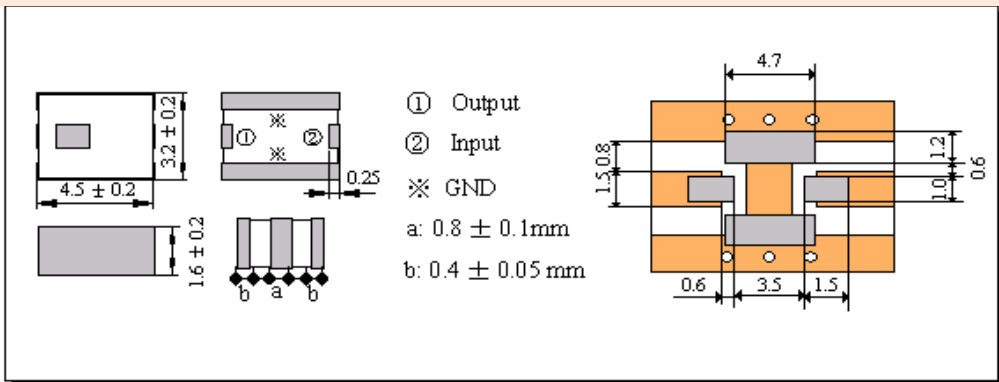 3.2 ± 0.2
4.5 ± 0.2
1.6 ± 0.2
※
① ②
※
0.25
b a b
① Output
② Input
※ GND
a: 0.8 ± 0.1mm
b: 0.4 ± 0.05 mm
4.7
0.8
1.5
1.2
0.6
1.0
0.6 3.5 1.5